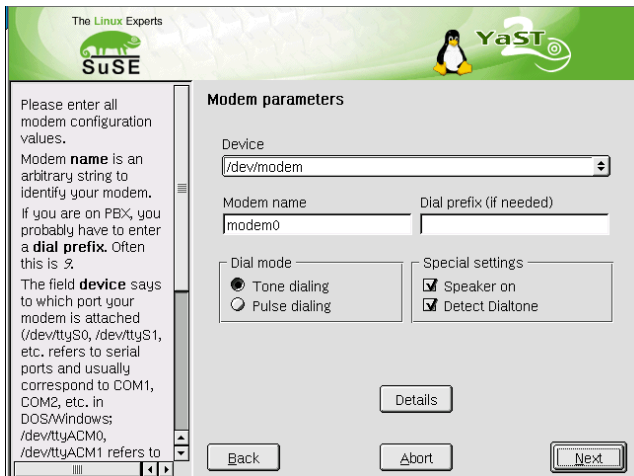 The Linux Experts
SuSE
YaST
Please enter all
modem configuration
values.
Modem name is an
arbitrary string to
identify your modem.
If you are on PBX, you
probably have to enter
a dial prefix. Often
this is 9.
The field device says
to which port your
modem is attached
(/dev/ttyS0, /dev/ttyS1,
etc. refers to serial
ports and usually
correspond to COM1,
COM2, etc. in
DOS/Windows;
/dev/ttyACM0,
/dev/ttyACM1 refers to
Modem parameters
Device
/dev/modem
Modem name
Dial prefix (if needed)
modem0
Dial mode
Tone dialing
Pulse dialing
Special settings
Speaker on
Detect Dialtone
Details
Back
Abort
Next